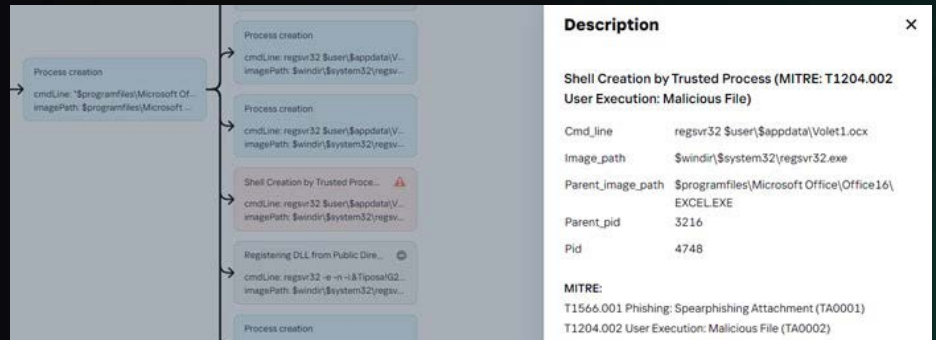 Process creation
cmdLine: "$programfiles\Microsoft Of...
imagePath: $programfiles\Microsoft ...
Process creation
cmdLine: regsvr32 $user\$appdata\V...
imagePath: $windir\$system32\regsv...
Process creation
cmdLine: regsvr32 $user\$appdata\V...
imagePath: $windir\$system32\regsv...
Shell Creation by Trusted Proce...
cmdLine: regsvr32 $user\$appdata\V...
imagePath: $windir\$system32\regsv...
Registering DLL from Public Dire...
cmdLine: regsvr32 -e -n -i:&Tiposa!G2...
imagePath: $windir\$system32\regsv...
Process creation
Description
Shell Creation by Trusted Process (MITRE: T1204.002
User Execution: Malicious File)
Cmd_line regsvr32 $user\$appdata\Volet1.ocx
Image_path $windir\$system32\regsvr32.exe
Parent_image_path $programfiles\Microsoft Office\Office16\
EXCEL.EXE
Parent_pid 3216
Pid 4748
MITRE:
T1566.001 Phishing: Spearphishing Attachment (TA0001)
T1204.002 User Execution: Malicious File (TA0002)